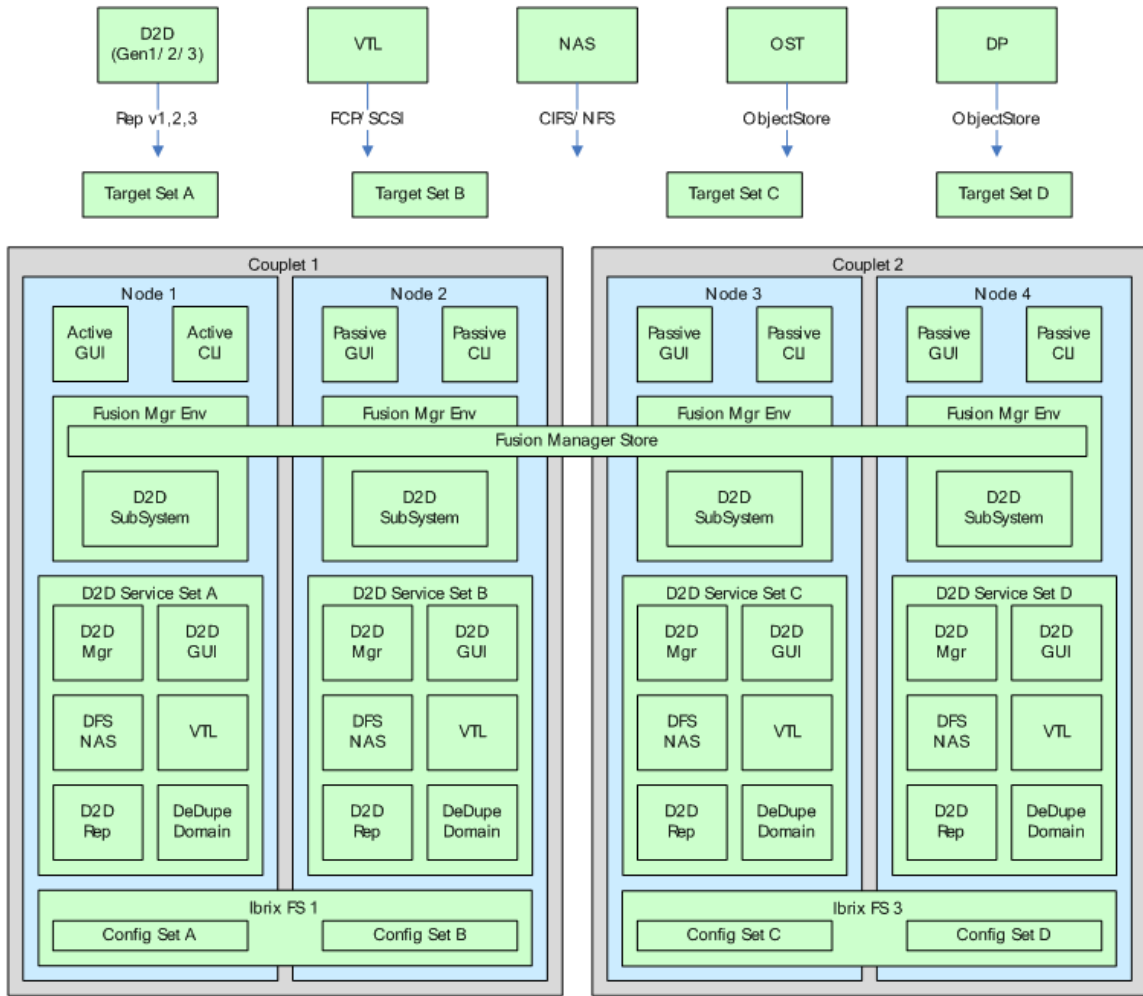 D2D
(Gen1/ 2/ 3)
VTL
NAS
OST
DP
Rep v1,2,3
FCP/ SCSI
CIFS/ NFS
ObjectStore
ObjectStore
Target Set A
Target Set B
Target Set C
Target Set D
Couplet 1
Couplet 2
Node 1
Node 2
Node 3
Node 4
Active
GUI
Active
CLI
Passive
GUI
Passive
CLI
Passive
GUI
Passive
CLI
Passive
GUI
Passive
CLI
Fusion Mgr Env
Fusion Mgr Env
Fusion Mgr Env
Fusion Mgr Env
Fusion Manager Store
D2D
SubSystem
D2D
SubSystem
D2D
SubSystem
D2D
SubSystem
D2D Service Set A
D2D Service Set B
D2D Service Set C
D2D Service Set D
D2D
Mgr
D2D
GUI
D2D
Mgr
D2D
GUI
D2D
Mgr
D2D
GUI
D2D
Mgr
D2D
GUI
DFS
NAS
VTL
DFS
NAS
VTL
DFS
NAS
VTL
DFS
NAS
VTL
D2D
Rep
DeDupe
Domain
D2D
Rep
DeDupe
Domain
D2D
Rep
DeDupe
Domain
D2D
Rep
DeDupe
Domain
Ibrix FS 1
Ibrix FS 3
Config Set A
Config Set B
Config Set C
Config Set D